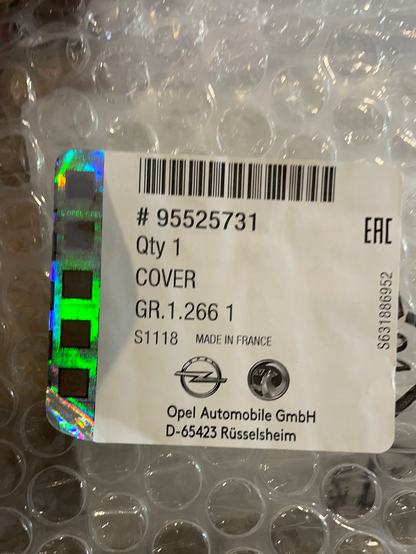 # 95525731
EAC
Qty 1
COVER
GR.1.266 1
S1118 MADE IN FRANCE
S631886952
Opel Automobile GmbH
D-65423 Rüsselsheim